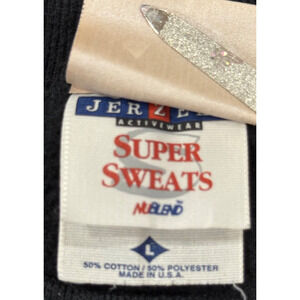 JERZEES
ACTIVEWEAR
SUPER
SWEATS
NUBLEND
L
50% COTTON / 50% POLYESTER
MADE IN U.S.A.